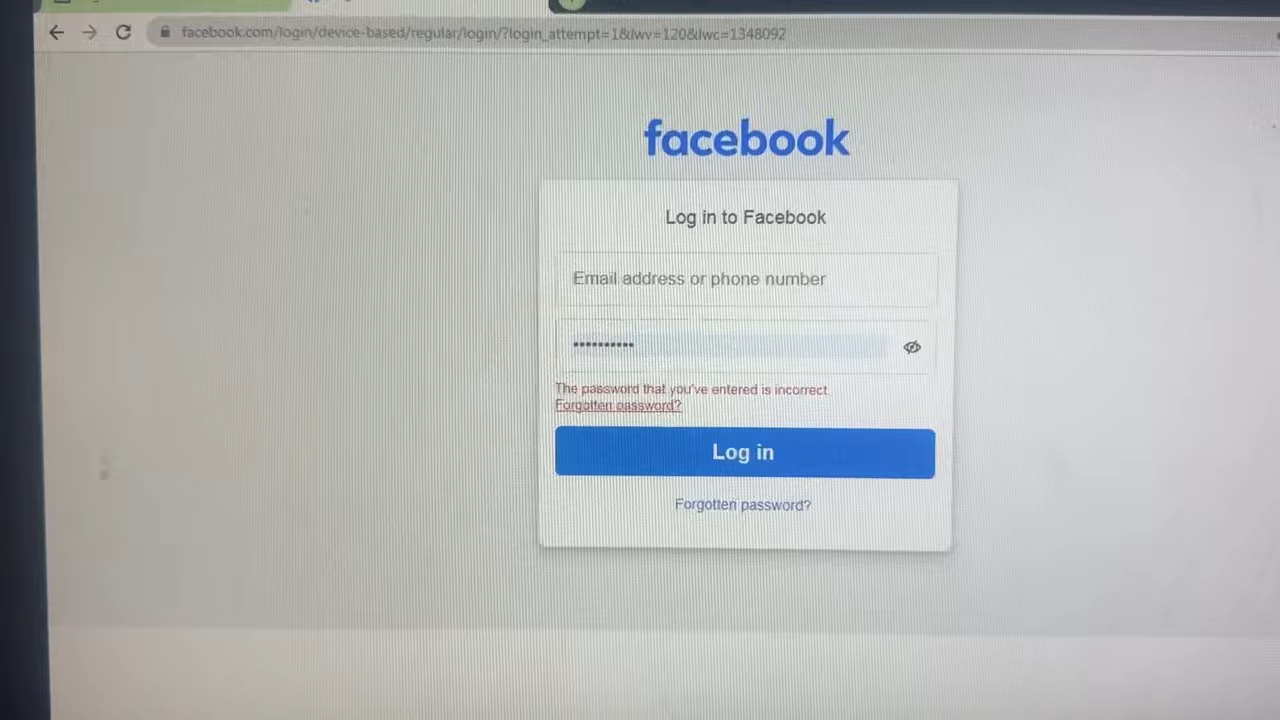 facebook.com/login/device-based/regular/login/?login_attempt=1&lwv=120&lwc=1348092
facebook
Log in to Facebook
Email address or phone number
••••••••••
The password that you've entered is incorrect.
Forgotten password?
Log in
Forgotten password?